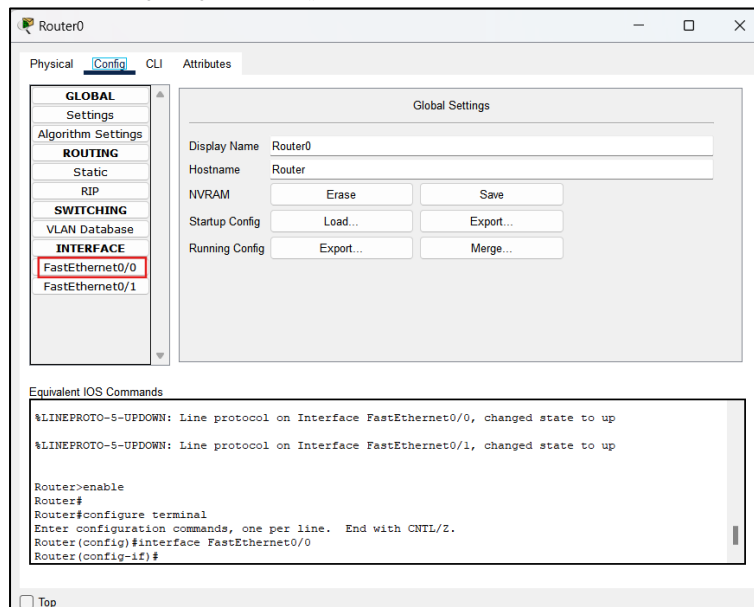 Router0
Physical Config CLI Attributes
GLOBAL
Settings
Algorithm Settings
ROUTING
Static
RIP
SWITCHING
VLAN Database
INTERFACE
FastEthernet0/0
FastEthernet0/1
Global Settings
Display Name Router0
Hostname Router
NVRAM Erase Save
Startup Config Load... Export...
Running Config Export... Merge...
Equivalent IOS Commands
%LINEPROTO-5-UPDOWN: Line protocol on Interface FastEthernet0/0, changed state to up
%LINEPROTO-5-UPDOWN: Line protocol on Interface FastEthernet0/1, changed state to up
Router>enable
Router#
Router#configure terminal
Enter configuration commands, one per line. End with CNTL/Z.
Router(config)#interface FastEthernet0/0
Router(config-if)#
Top